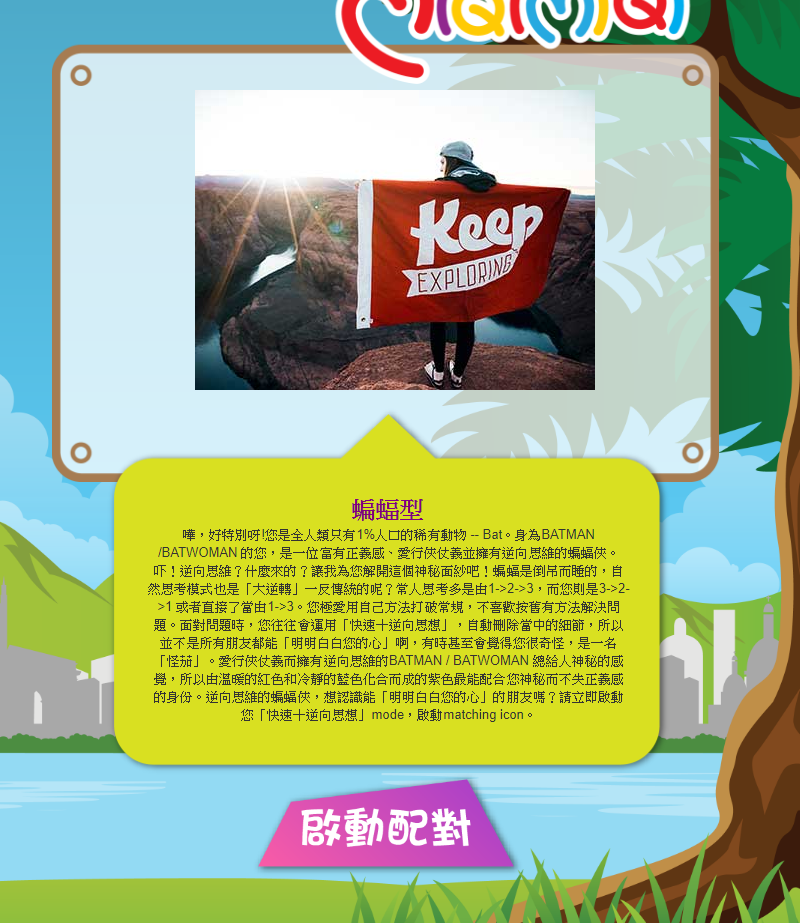 Keep
EXPLORING
蝙蝠型
嘩，好特別呀!您是全人類只有1%人口的稀有動物 -- Bat。身為BATMAN
/BATWOMAN 的您，是一位富有正義感、愛行俠仗義並擁有逆向思維的蝙蝠俠。
吓！逆向思維？什麼來的？讓我為您解開這個神秘面紗吧！蝙蝠是倒吊而睡的，自
然思考模式也是「大逆轉」一反傳統的呢？常人思考多是由1->2->3，而您則是3->2-
>1 或者直接了當由1->3。您極愛用自己方法打破常規，不喜歡按舊有方法解決問
題。面對問題時，您往往會運用「快速十逆向思想」，自動刪除當中的細節，所以
並不是所有朋友都能「明明白白您的心」啊，有時甚至會覺得您很奇怪，是一名
「怪茄」。愛行俠仗義而擁有逆向思維的BATMAN / BATWOMAN 總給人神秘的感
覺，所以由溫暖的紅色和冷靜的藍色化合而成的紫色最能配合您神秘而不失正義感
的身份。逆向思維的蝙蝠俠，想認識能「明明白白您的心」的朋友嗎？請立即啟動
您「快速十逆向思想」mode，啟動matching icon。
啟動配對